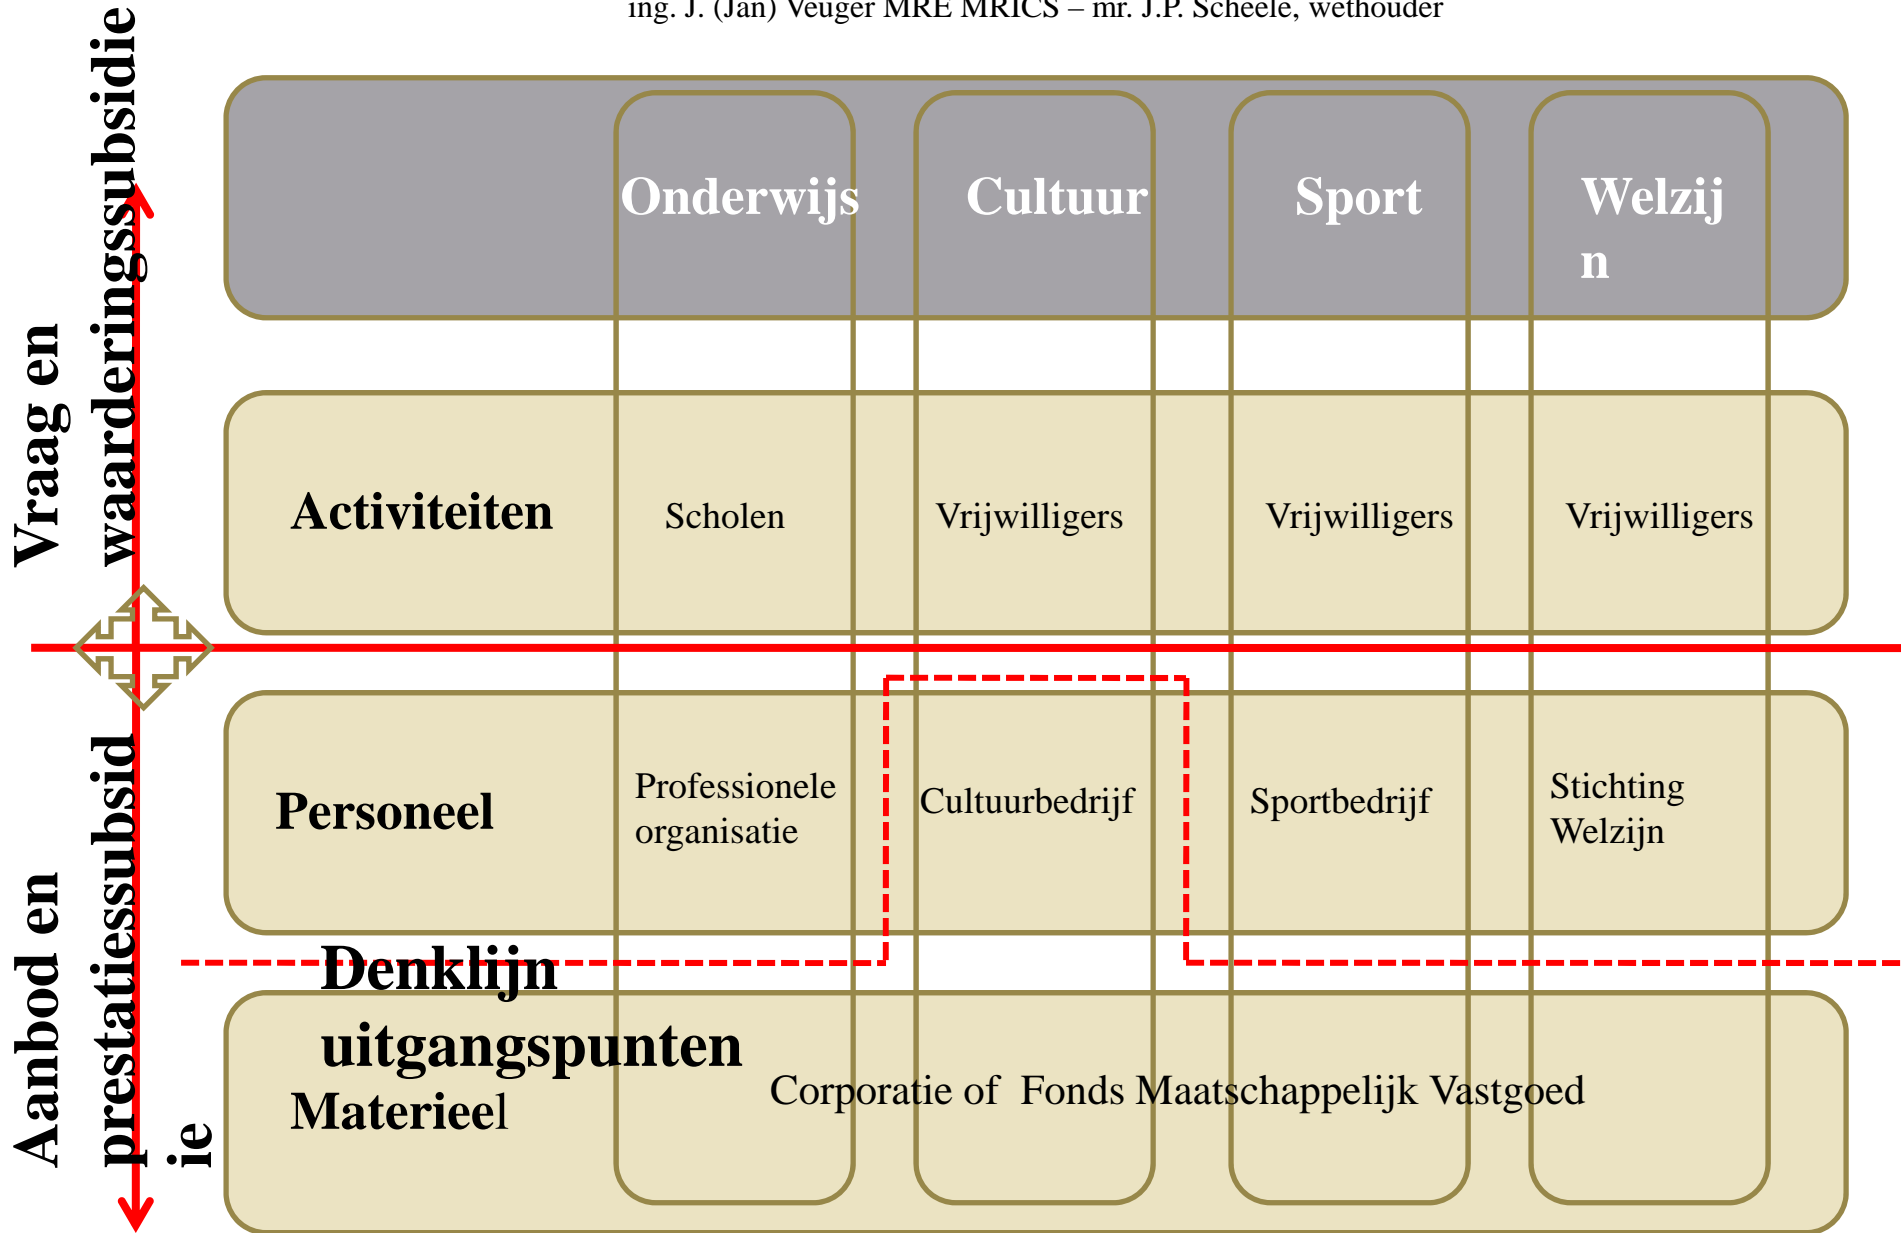 ing. J. (Jan) Veuger MRE MRICS – mr. J.P. Scheele, wethouder
Vraag en
waarderingssubsidie
Onderwijs
Cultuur
Sport
Welzij
n
Activiteiten
Scholen
Vrijwilligers
Vrijwilligers
Vrijwilligers
Aanbod en
prestatiessubsid
ie
Personeel
Professionele
organisatie
Cultuurbedrijf
Sportbedrijf
Stichting
Welzijn
Denklijn
uitgangspunten
Materieel
Corporatie of  Fonds Maatschappelijk Vastgoed